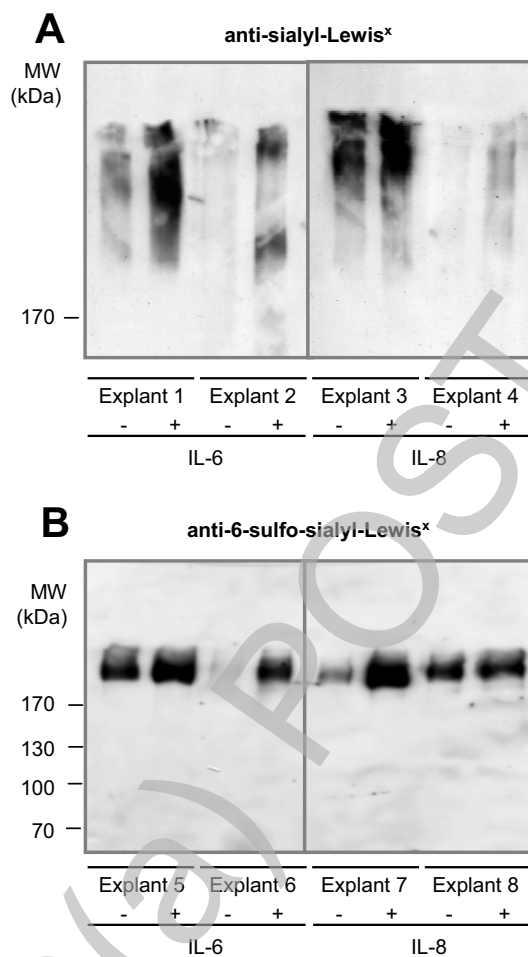 A
anti-sialyl-Lewisˣ
MW
(kDa)
170
Explant 1 Explant 2 Explant 3 Explant 4
- + - + - + - +
IL-6 IL-8
B
anti-6-sulfo-sialyl-Lewisˣ
MW
(kDa)
170
130
100
70
Explant 5 Explant 6 Explant 7 Explant 8
- + - + - + - +
IL-6 IL-8
(a) POST